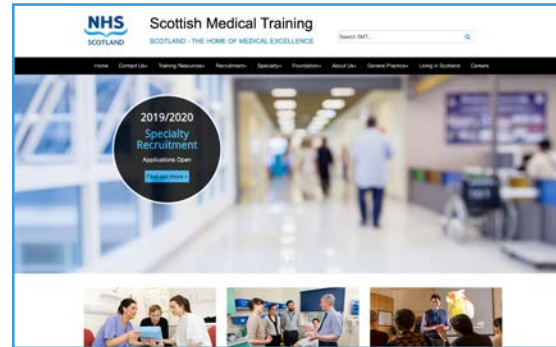 NHS
SCOTLAND
Scottish Medical Training
SCOTLAND - THE HOME OF MEDICAL EXCELLENCE
Search SMT...
Home Contact Us Training Resources Recruitment Specialty Foundation About Us General Practice Living in Scotland Careers
2019/2020
Specialty
Recruitment
Applications Open
Find out more »